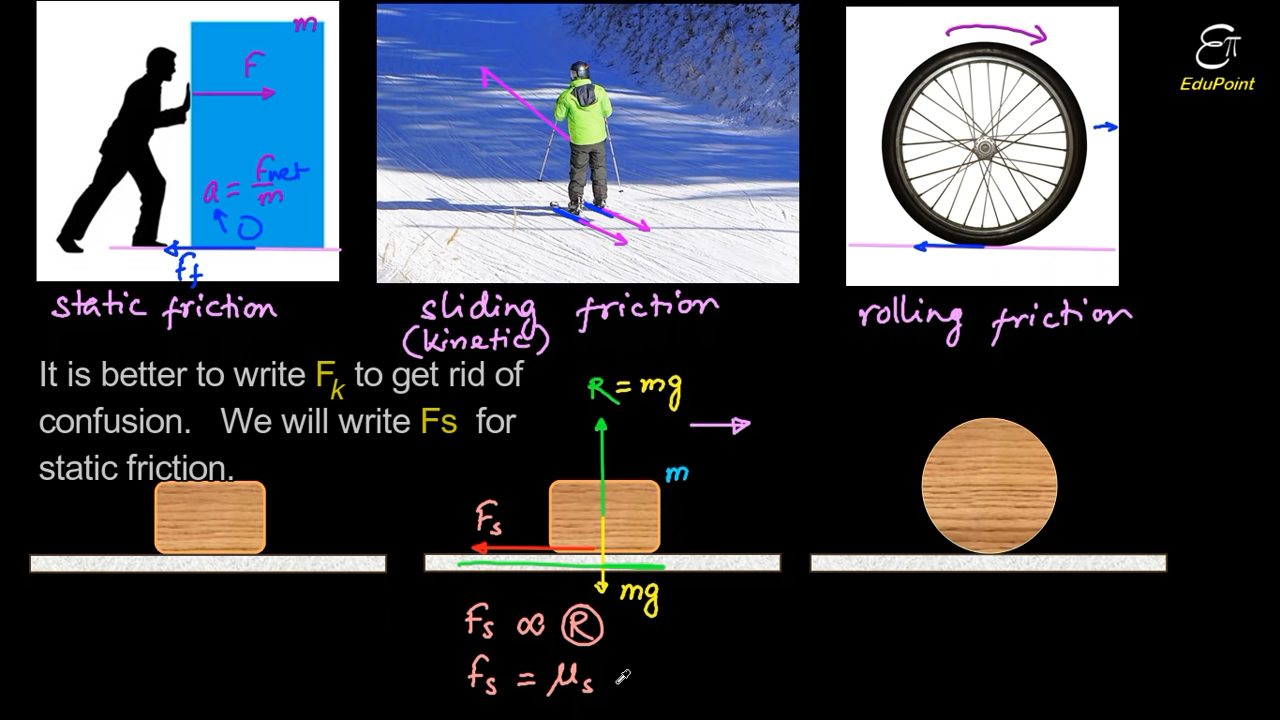 m
F
a = Fnet/m
0
Ff
static friction
sliding friction
(kinetic)
rolling friction
Eπ
EduPoint
It is better to write Fk to get rid of
confusion. We will write Fs for
static friction.
R = mg
m
Fs
mg
Fs ∝ R
fs = μs